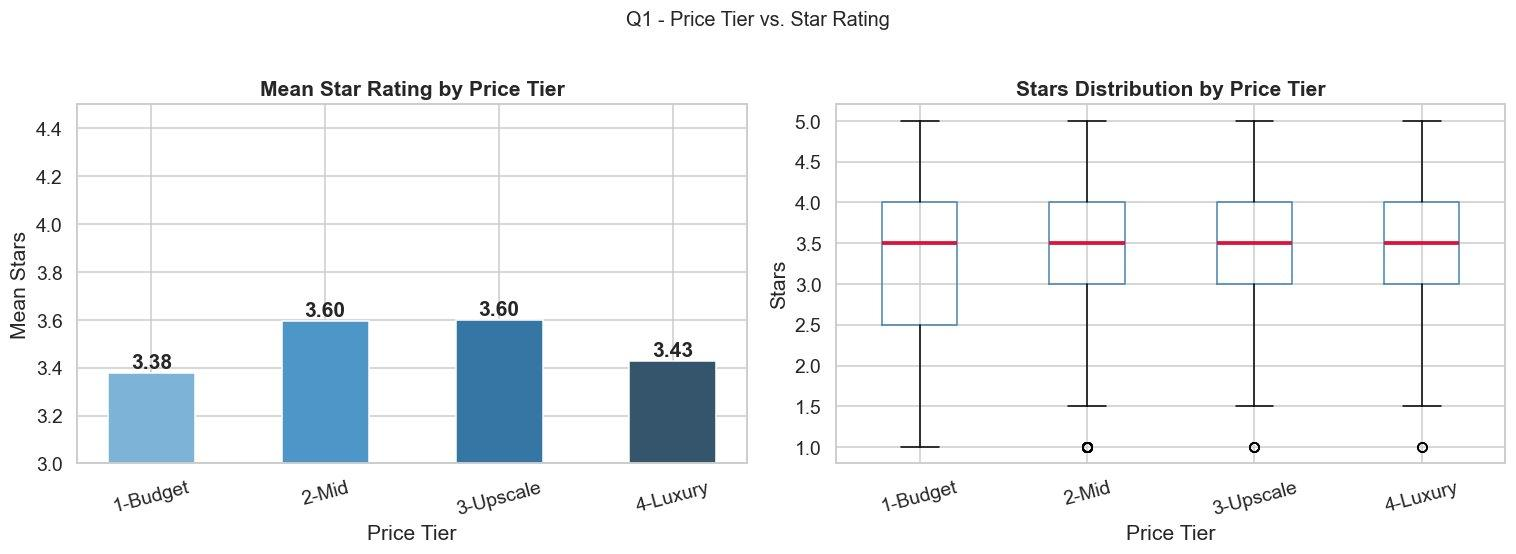 Q1 - Price Tier vs. Star Rating
Mean Star Rating by Price Tier
4.4
4.2
4.0
3.8
3.6
3.4
3.2
3.0
Mean Stars
3.38
3.60
3.60
3.43
1-Budget
2-Mid
3-Upscale
4-Luxury
Price Tier
Stars Distribution by Price Tier
5.0
4.5
4.0
3.5
3.0
2.5
2.0
1.5
1.0
Stars
1-Budget
2-Mid
3-Upscale
4-Luxury
Price Tier